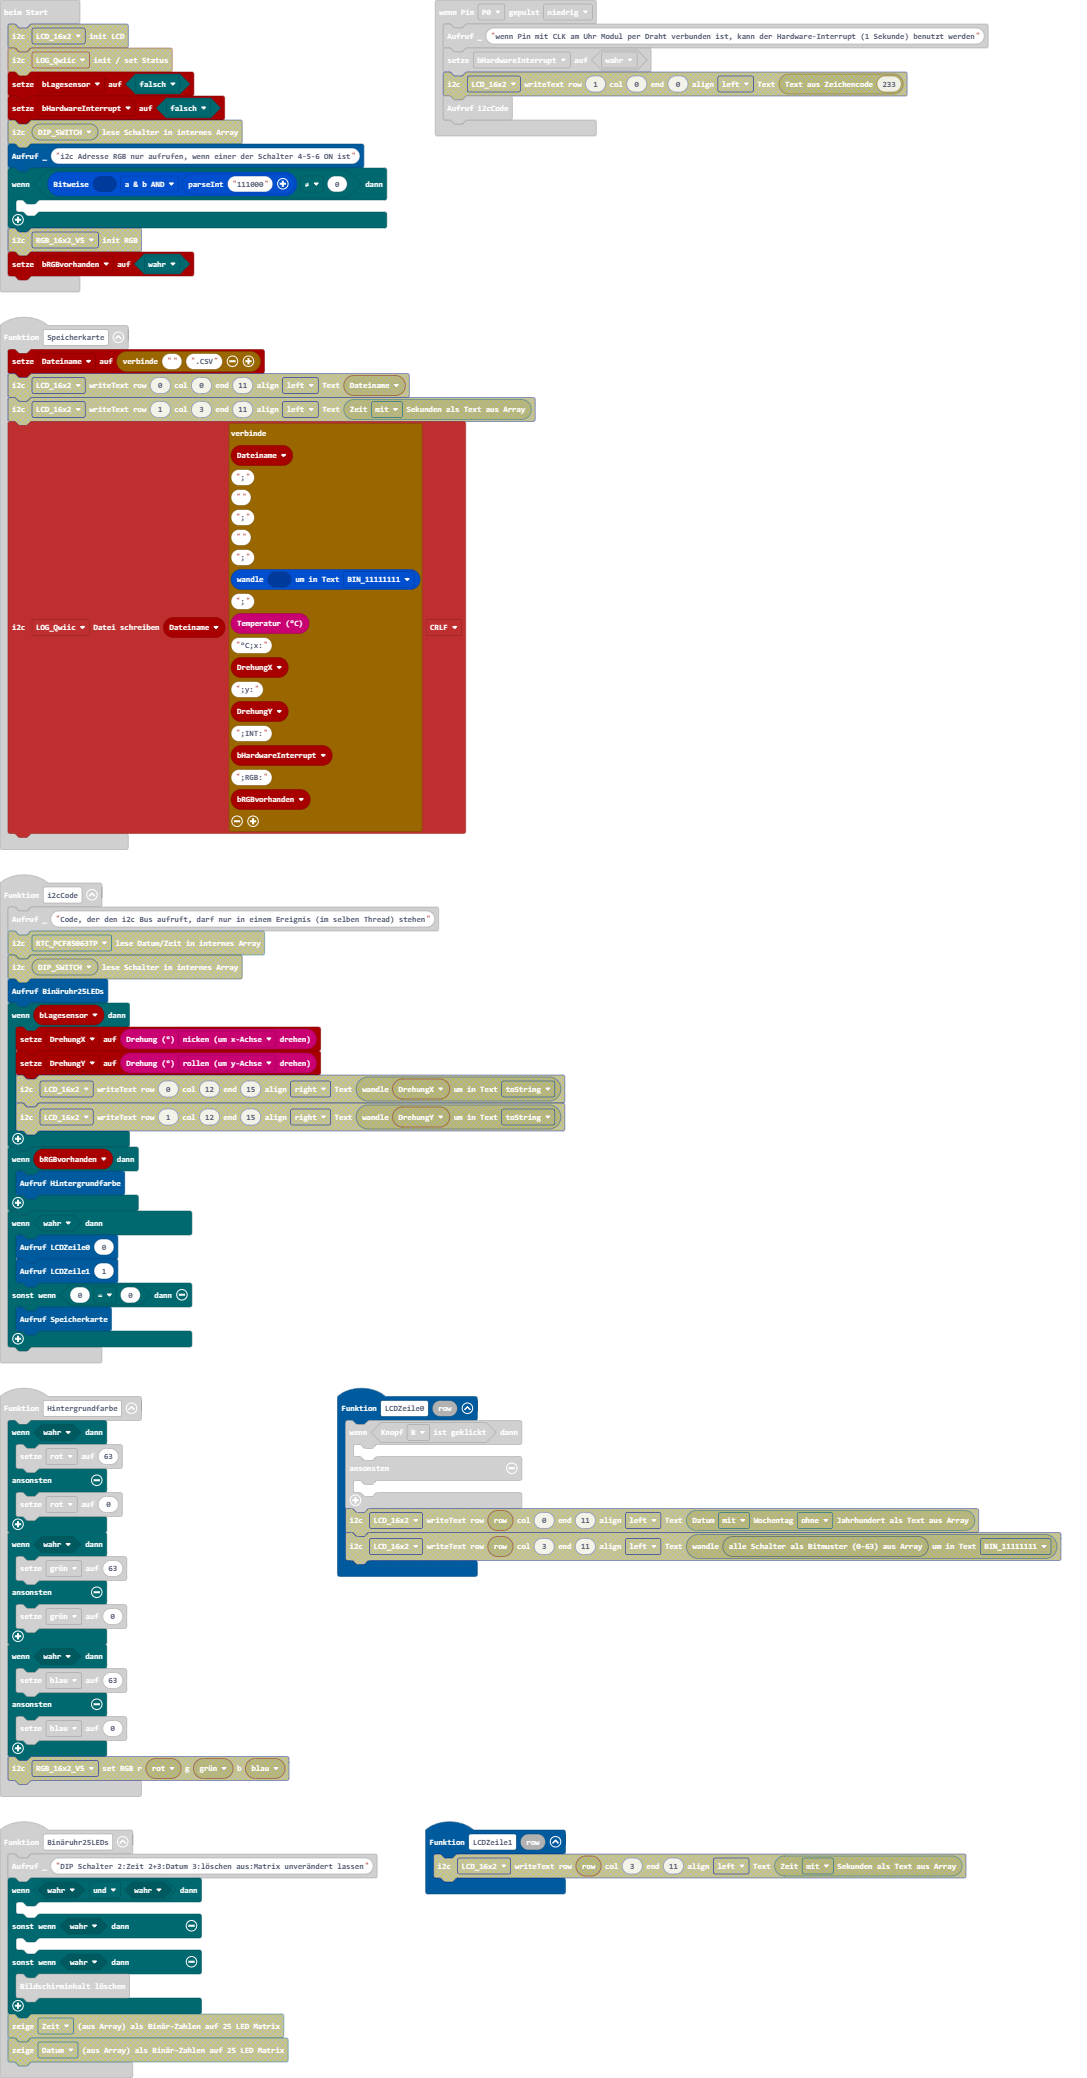 beim Start
i2c LCD_16x2 init LCD
i2c LOG_Qwiic init / set Status
setze bLagesensor auf falsch
setze bHardwareInterrupt auf falsch
i2c DIP_SWITCH lese Schalter in internes Array
Aufruf _ "i2c Adresse RGB nur aufrufen, wenn einer der Schalter 4-5-6 ON ist"
wenn Bitweise a & b AND parseInt "111000" ≠ 0 dann
i2c RGB_16x2_V5 init RGB
setze bRGBvorhanden auf wahr
wenn Pin P0 gepulst niedrig
Aufruf _ "wenn Pin mit CLK am Uhr Modul per Draht verbunden ist, kann der Hardware-Interrupt (1 Sekunde) benutzt werden"
setze bHardwareInterrupt auf wahr
i2c LCD_16x2 writeText row 1 col 0 end 0 align left Text Text aus Zeichencode 233
Aufruf i2cCode
Funktion Speicherkarte
setze Dateiname auf verbinde "" ".CSV"
i2c LCD_16x2 writeText row 0 col 0 end 11 align left Text Dateiname
i2c LCD_16x2 writeText row 1 col 3 end 11 align left Text Zeit mit Sekunden als Text aus Array
verbinde
Dateiname
";"
""
";"
""
";"
wandle um in Text BIN_11111111
";"
i2c LOG_Qwiic Datei schreiben Dateiname Temperatur (°C) CRLF
"°C;x:"
DrehungX
";y:"
DrehungY
";INT:"
bHardwareInterrupt
";RGB:"
bRGBvorhanden
Funktion i2cCode
Aufruf _ "Code, der den i2c Bus aufruft, darf nur in einem Ereignis (im selben Thread) stehen"
i2c RTC_PCF85063TP lese Datum/Zeit in internes Array
i2c DIP_SWITCH lese Schalter in internes Array
Aufruf Binäruhr25LEDs
wenn bLagesensor dann
setze DrehungX auf Drehung (°) nicken (um x-Achse drehen)
setze DrehungY auf Drehung (°) rollen (um y-Achse drehen)
i2c LCD_16x2 writeText row 0 col 12 end 15 align right Text wandle DrehungX um in Text toString
i2c LCD_16x2 writeText row 1 col 12 end 15 align right Text wandle DrehungY um in Text toString
wenn bRGBvorhanden dann
Aufruf Hintergrundfarbe
wenn wahr dann
Aufruf LCDZeile0 0
Aufruf LCDZeile1 1
sonst wenn 0 = 0 dann
Aufruf Speicherkarte
Funktion Hintergrundfarbe
wenn wahr dann
setze rot auf 63
ansonsten
setze rot auf 0
wenn wahr dann
setze grün auf 63
ansonsten
setze grün auf 0
wenn wahr dann
setze blau auf 63
ansonsten
setze blau auf 0
i2c RGB_16x2_V5 set RGB r rot g grün b blau
Funktion LCDZeile0 row
wenn Knopf B ist geklickt dann
ansonsten
i2c LCD_16x2 writeText row row col 0 end 11 align left Text Datum mit Wochentag ohne Jahrhundert als Text aus Array
i2c LCD_16x2 writeText row row col 3 end 11 align left Text wandle alle Schalter als Bitmuster (0-63) aus Array um in Text BIN_11111111
Funktion Binäruhr25LEDs
Aufruf _ "DIP Schalter 2:Zeit 2+3:Datum 3:löschen aus:Matrix unverändert lassen"
wenn wahr und wahr dann
sonst wenn wahr dann
sonst wenn wahr dann
Bildschirminhalt löschen
zeige Zeit (aus Array) als Binär-Zahlen auf 25 LED Matrix
zeige Datum (aus Array) als Binär-Zahlen auf 25 LED Matrix
Funktion LCDZeile1 row
i2c LCD_16x2 writeText row row col 3 end 11 align left Text Zeit mit Sekunden als Text aus Array